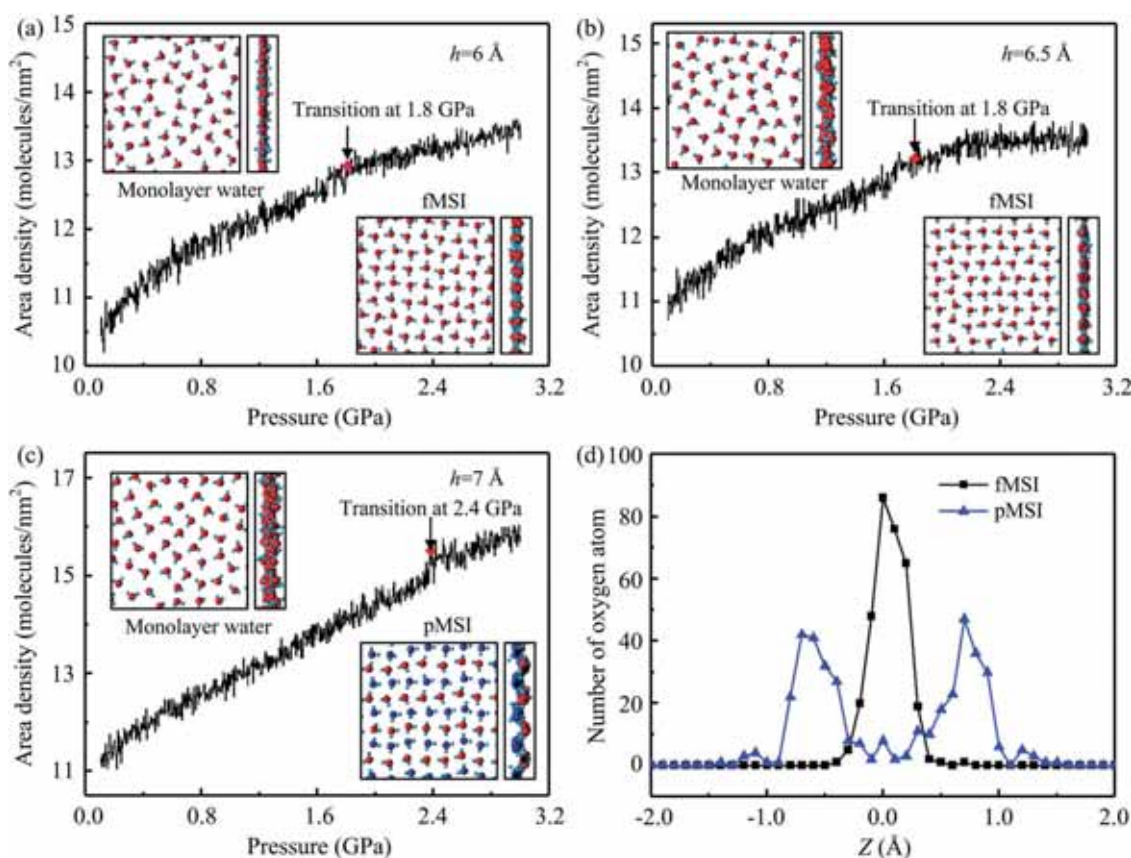 (a)
15
14
13
12
11
10
Area density (molecules/nm²)
h=6 Å
Transition at 1.8 GPa
Monolayer water
fMSI
0.0 0.8 1.6 2.4 3.2
Pressure (GPa)
(b)
15
14
13
12
11
10
Area density (molecules/nm²)
h=6.5 Å
Transition at 1.8 GPa
Monolayer water
fMSI
0.0 0.8 1.6 2.4 3.2
Pressure (GPa)
(c)
17
15
13
11
Area density (molecules/nm²)
h=7 Å
Transition at 2.4 GPa
Monolayer water
pMSI
0.0 0.8 1.6 2.4 3.2
Pressure (GPa)
(d)
100
80
60
40
20
0
Number of oxygen atom
fMSI
pMSI
-2.0 -1.0 0.0 1.0 2.0
Z (Å)